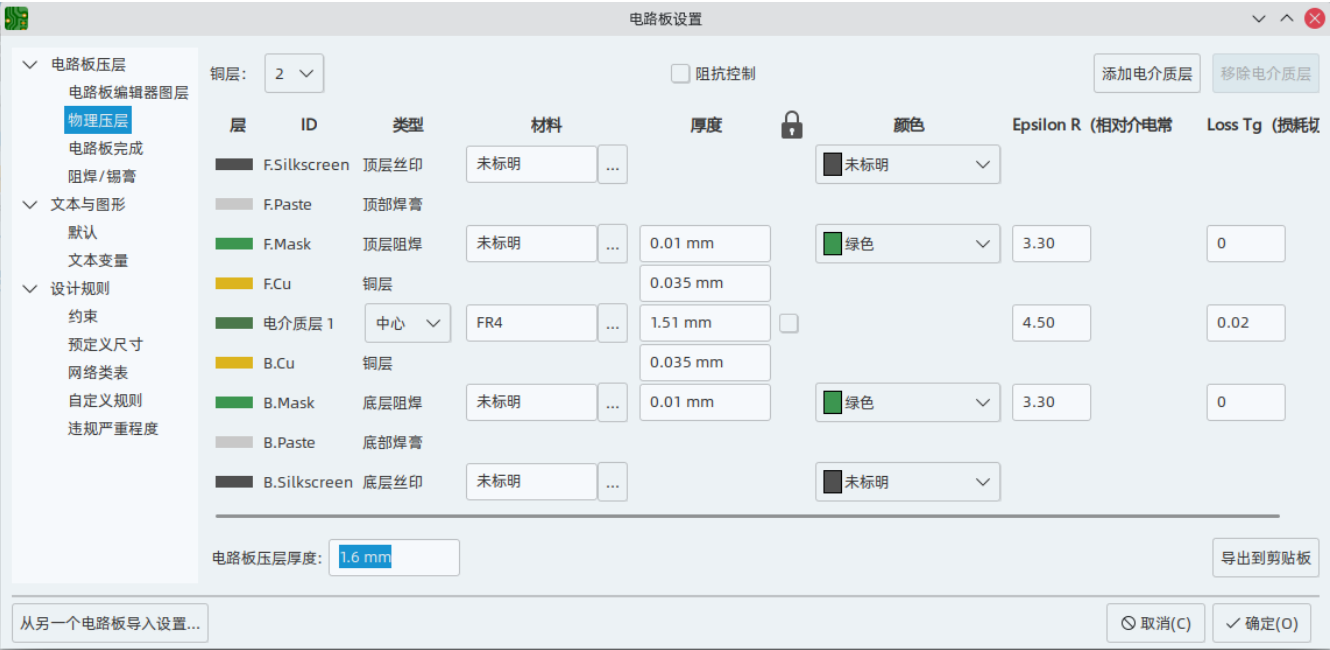 电路板设置
电路板压层
电路板编辑器图层
物理压层
电路板完成
阻焊/锡膏
文本与图形
默认
文本变量
设计规则
约束
预定义尺寸
网络类表
自定义规则
违规严重程度
铜层： 2 阻抗控制 添加电介质层 移除电介质层
层 ID 类型 材料 厚度 颜色 Epsilon R（相对介电常 Loss Tg（损耗切
F.Silkscreen 顶层丝印 未标明 ... 未标明
F.Paste 顶部焊膏
F.Mask 顶层阻焊 未标明 ... 0.01 mm 绿色 3.30 0
F.Cu 铜层 0.035 mm
电介质层 1 中心 FR4 ... 1.51 mm 4.50 0.02
B.Cu 铜层 0.035 mm
B.Mask 底层阻焊 未标明 ... 0.01 mm 绿色 3.30 0
B.Paste 底部焊膏
B.Silkscreen 底层丝印 未标明 ... 未标明
电路板压层厚度: 1.6 mm 导出到剪贴板
从另一个电路板导入设置... 取消(C) 确定(O)